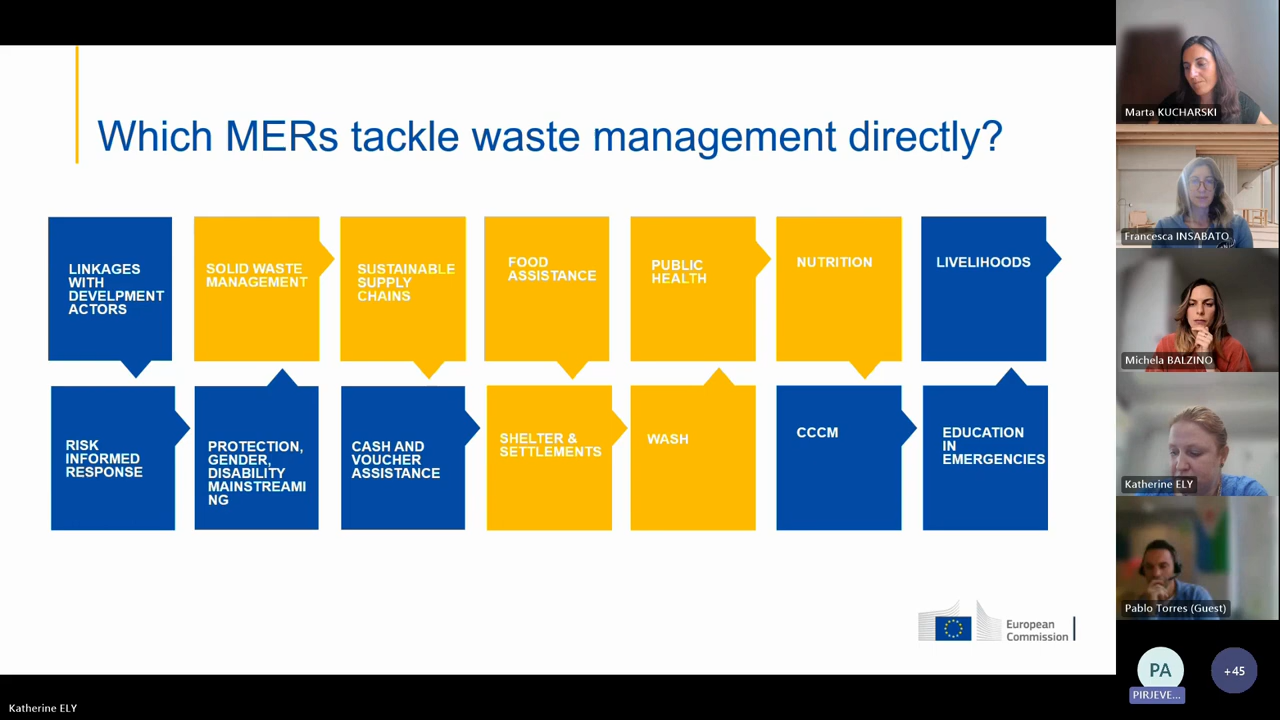 Which MERs tackle waste management directly?
LINKAGES
WITH
DEVELPMENT
ACTORS
SOLID WASTE
MANAGEMENT
SUSTAINABLE
SUPPLY
CHAINS
FOOD
ASSISTANCE
PUBLIC
HEALTH
NUTRITION
LIVELIHOODS
RISK
INFORMED
RESPONSE
PROTECTION,
GENDER,
DISABILITY
MAINSTREAMI
NG
CASH AND
VOUCHER
ASSISTANCE
SHELTER &
SETTLEMENTS
WASH
CCCM
EDUCATION
IN
EMERGENCIES
European
Commission
Marta KUCHARSKI
Francesca INSABATO
Michela BALZINO
Katherine ELY
Pablo Torres (Guest)
PA
PIRJEVE...
+45
Katherine ELY